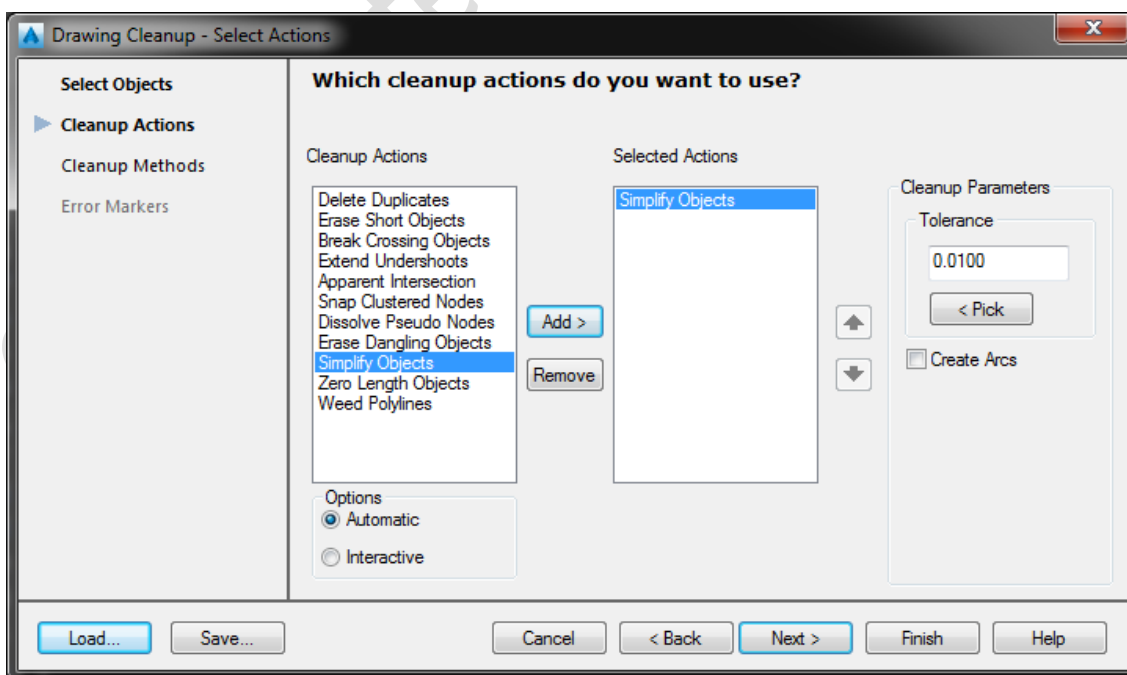 Drawing Cleanup - Select Actions
Select Objects
Cleanup Actions
Cleanup Methods
Error Markers
Which cleanup actions do you want to use?
Cleanup Actions
Delete Duplicates
Erase Short Objects
Break Crossing Objects
Extend Undershoots
Apparent Intersection
Snap Clustered Nodes
Dissolve Pseudo Nodes
Erase Dangling Objects
Simplify Objects
Zero Length Objects
Weed Polylines
Options
Automatic
Interactive
Add >
Remove
Selected Actions
Simplify Objects
Cleanup Parameters
Tolerance
0.0100
< Pick
Create Arcs
Load...
Save...
Cancel
< Back
Next >
Finish
Help